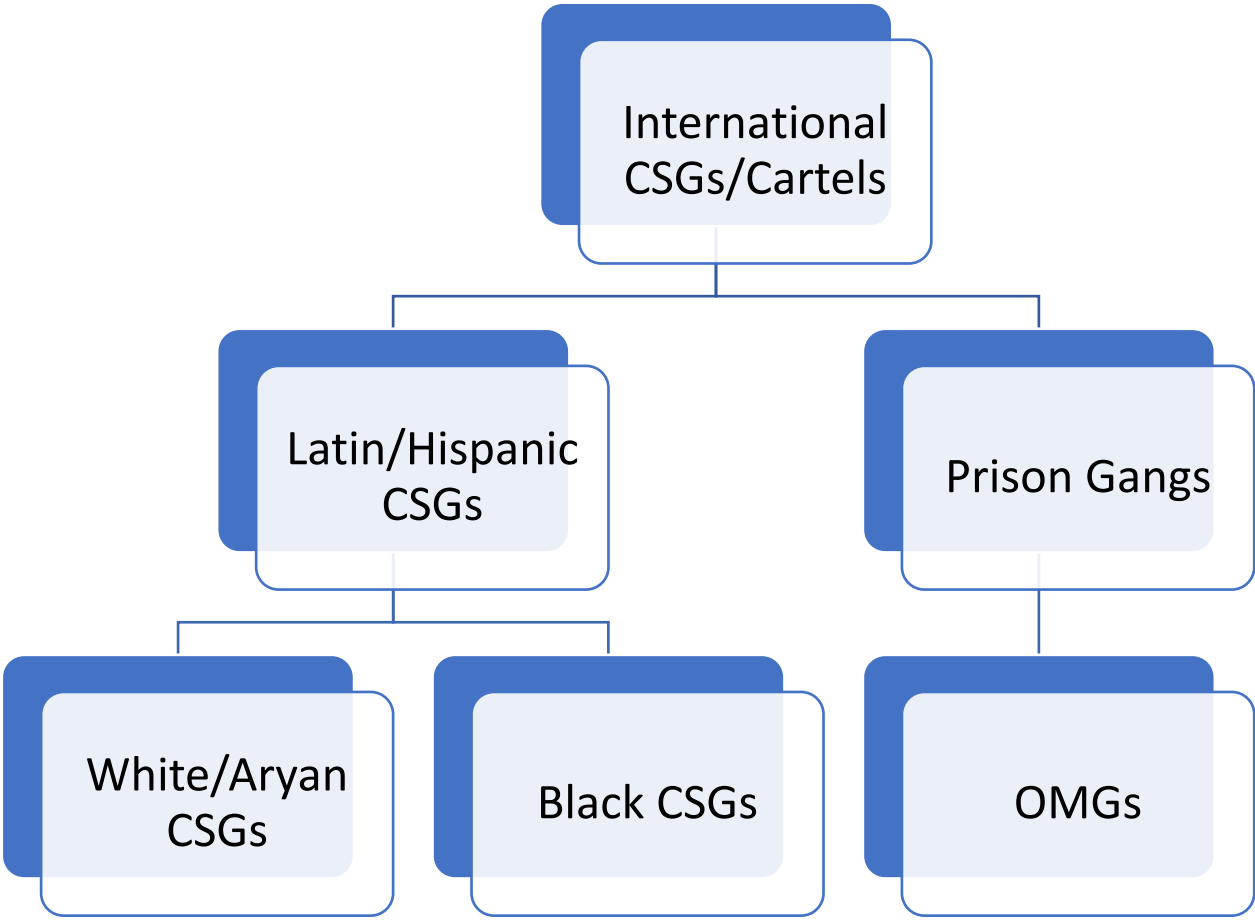 International
CSGs/Cartels
Latin/Hispanic
CSGs
Prison Gangs
White/Aryan
CSGs
Black CSGs
OMGs